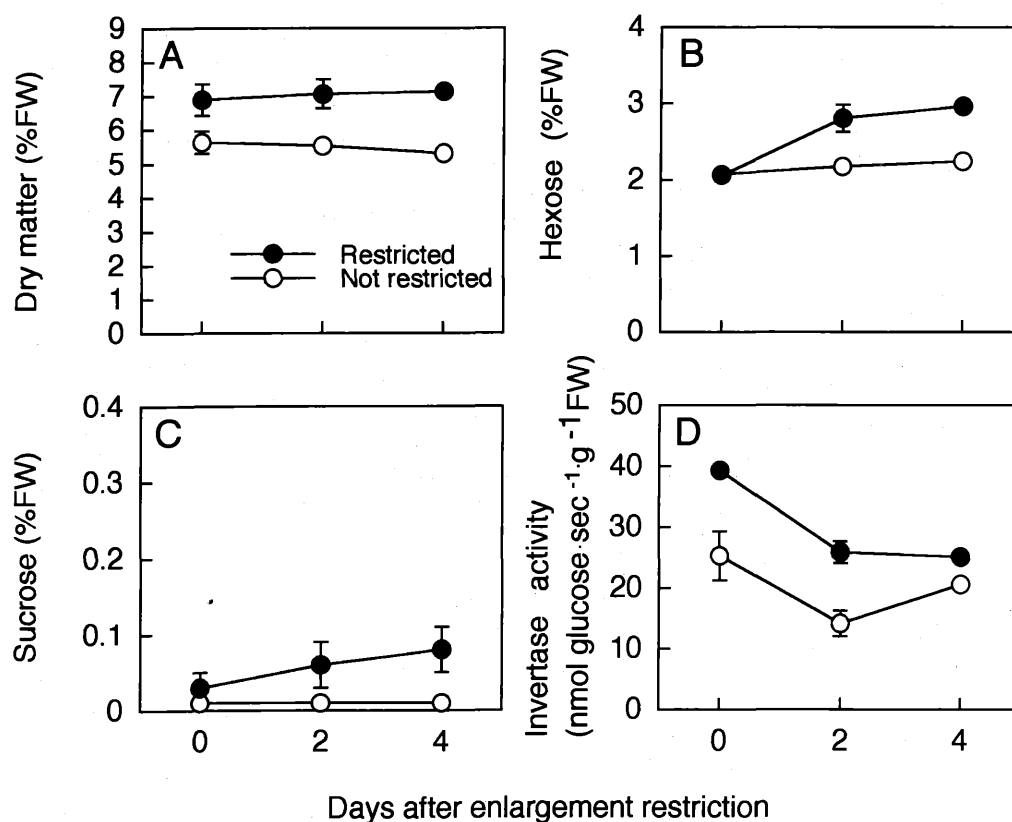 A
Dry matter (%FW)
9
8
7
6
5
4
3
2
1
0
Restricted
Not restricted
B
Hexose (%FW)
4
3
2
1
0
C
Sucrose (%FW)
0.4
0.3
0.2
0.1
0
0 2 4
D
Invertase activity
(nmol glucose·sec⁻¹·g⁻¹FW)
50
40
30
20
10
0
0 2 4
Days after enlargement restriction